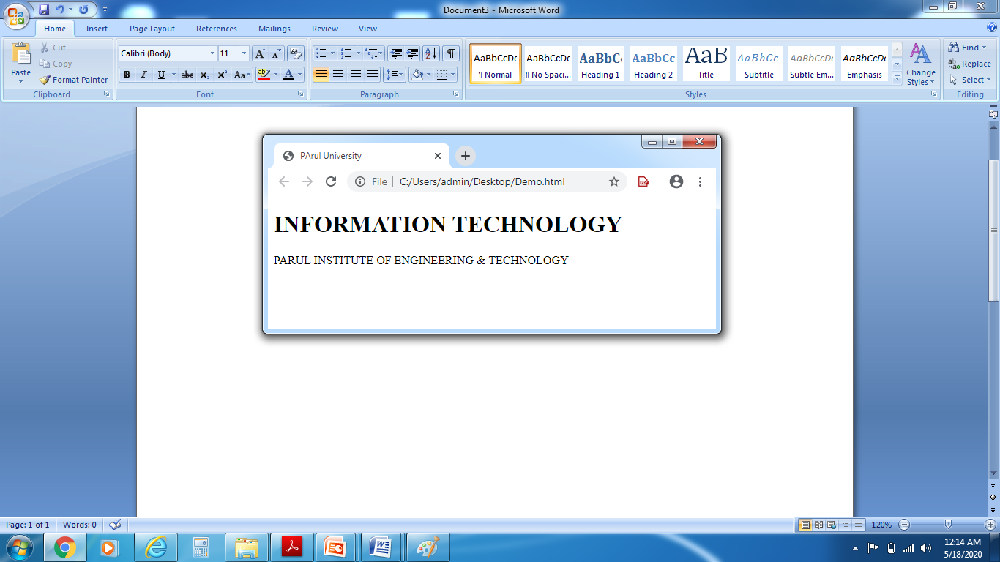 Document3 - Microsoft Word
Home Insert Page Layout References Mailings Review View
Paste
Cut
Copy
Format Painter
Clipboard
Calibri (Body) 11
B I U abc x₂ x² Aa ab A
Font
Paragraph
AaBbCcDc AaBbCcDc AaBbC AaBbCc AaB AaBbCc. AaBbCcDc AaBbCcDc
¶ Normal ¶ No Spaci... Heading 1 Heading 2 Title Subtitle Subtle Em... Emphasis
Change Styles
Styles
Find
Replace
Select
Editing
PArul University
File C:/Users/admin/Desktop/Demo.html
INFORMATION TECHNOLOGY
PARUL INSTITUTE OF ENGINEERING & TECHNOLOGY
Page: 1 of 1 Words: 0 120%
12:14 AM
5/18/2020